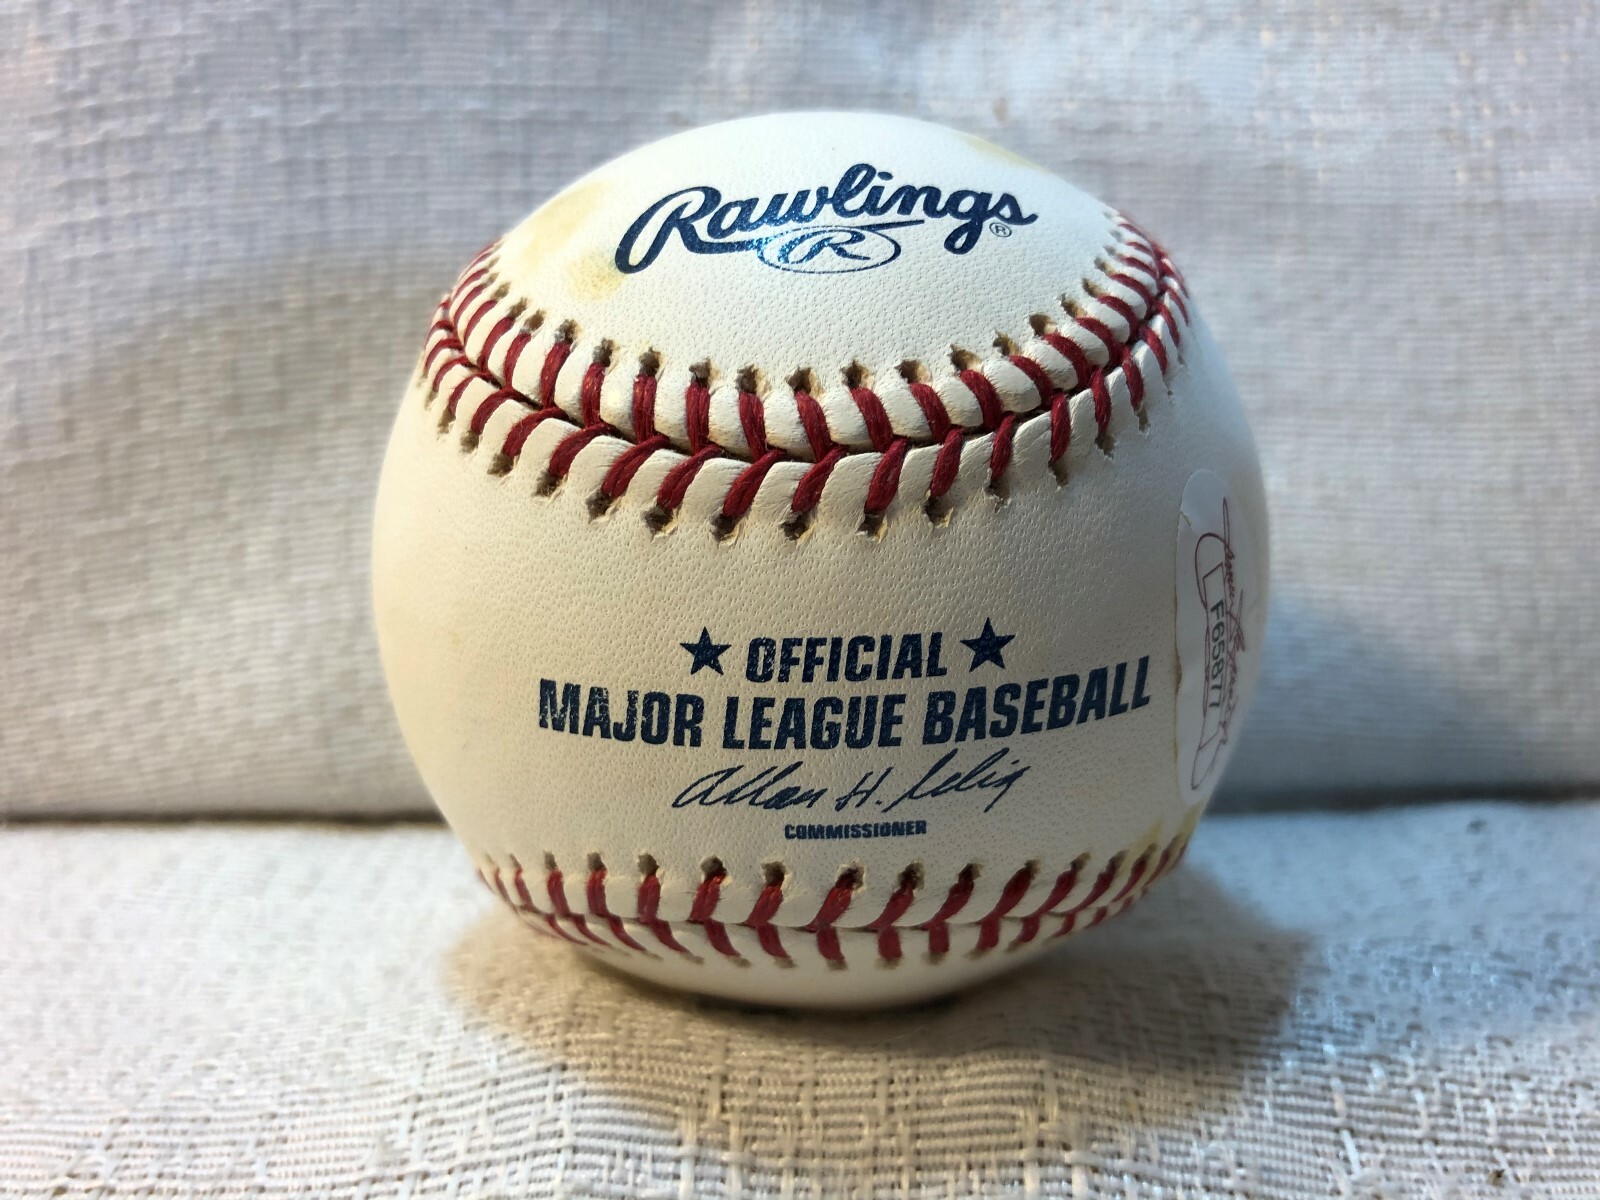 Rawlings®
R
★ OFFICIAL ★
MAJOR LEAGUE BASEBALL
Allan H. Selig
COMMISSIONER
F65877